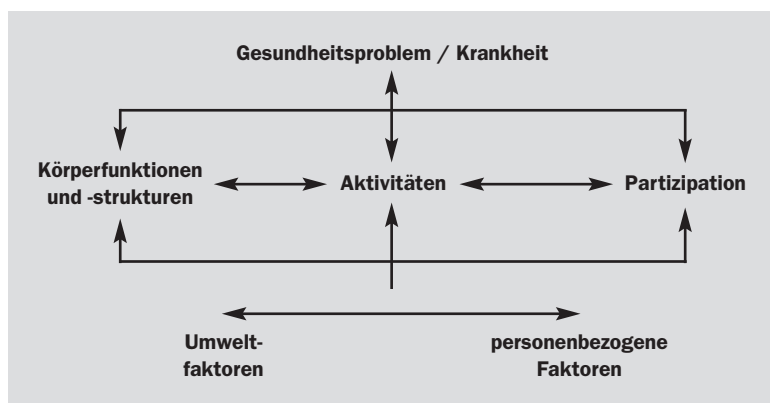 Gesundheitsproblem / Krankheit
Körperfunktionen
und -strukturen
Aktivitäten
Partizipation
Umwelt-
faktoren
personenbezogene
Faktoren